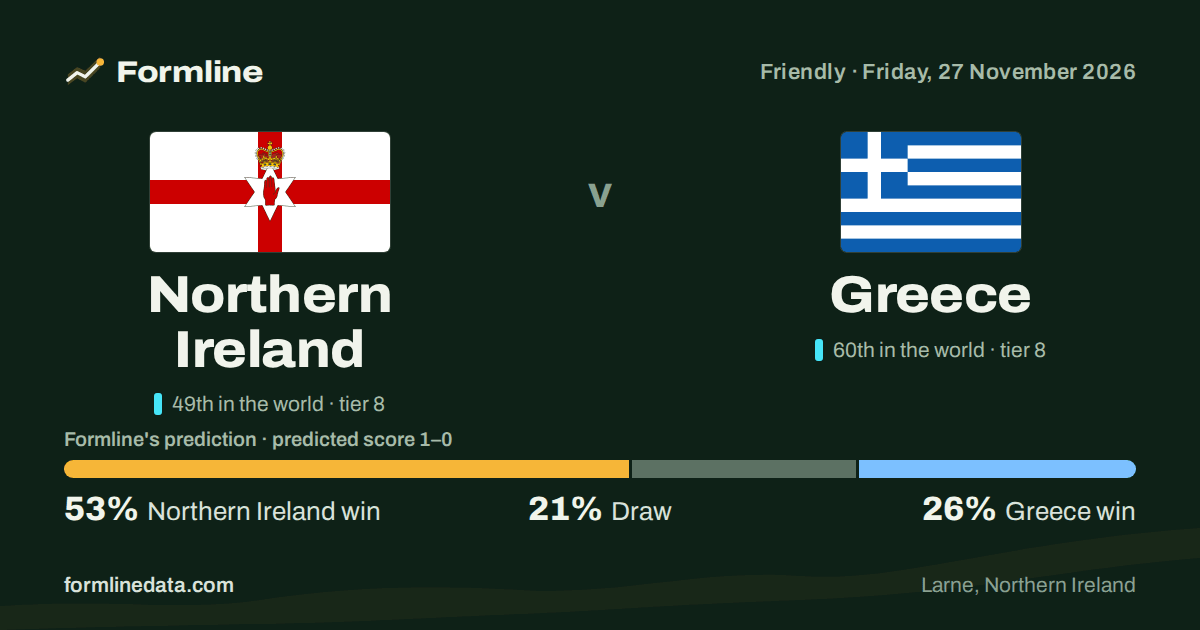 Formline
Friendly · Friday, 27 November 2026
v
Northern
Ireland
49th in the world · tier 8
Greece
60th in the world · tier 8
Formline's prediction · predicted score 1–0
53% Northern Ireland win
21% Draw
26% Greece win
formlinedata.com
Larne, Northern Ireland